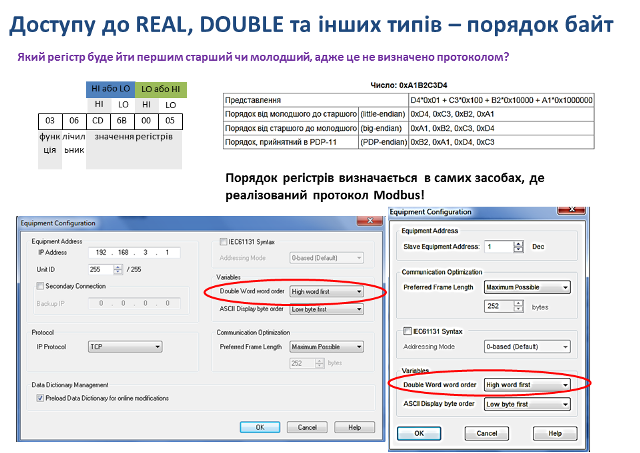 Доступу до REAL, DOUBLE та інших типів – порядок байт
Який регістр буде йти першим старший чи молодший, адже це не визначено протоколом?
HI або LO LO або HI
HI LO HI LO
03 06 CD 6B 00 05
функ лічиль значення регістрів
ція ник
Число: 0xA1B2C3D4
Представлення D4*0x01 + C3*0x100 + B2*0x10000 + A1*0x1000000
Порядок від молодшого до старшого (little-endian) 0xD4, 0xC3, 0xB2, 0xA1
Порядок від старшого до молодшого (big-endian) 0xA1, 0xB2, 0xC3, 0xD4
Порядок, прийнятий в PDP-11 (PDP-endian) 0xB2, 0xA1, 0xD4, 0xC3
Порядок регістрів визначається в самих засобах, де
реалізований протокол Modbus!
Equipment Configuration
Equipment Address
IP Address 192 . 168 . 3 . 1
Unit ID 255 / 255
Secondary Connection
Backup IP 0 . 0 . 0 . 0
Protocol
IP Protocol TCP
Data Dictionary Management
Preload Data Dictionary for online modifications
IEC61131 Syntax
Addressing Mode 0-based (Default)
Variables
Double Word word order High word first
ASCII Display byte order Low byte first
Communication Optimization
Preferred Frame Length Maximum Possible
252 bytes
OK Cancel Help
Equipment Configuration
Equipment Address
Slave Equipment Address: 1 Dec
Communication Optimization
Preferred Frame Length Maximum Possible
252 bytes
IEC61131 Syntax
Addressing Mode 0-based (Default)
Variables
Double Word word order High word first
ASCII Display byte order Low byte first
OK Cancel Help